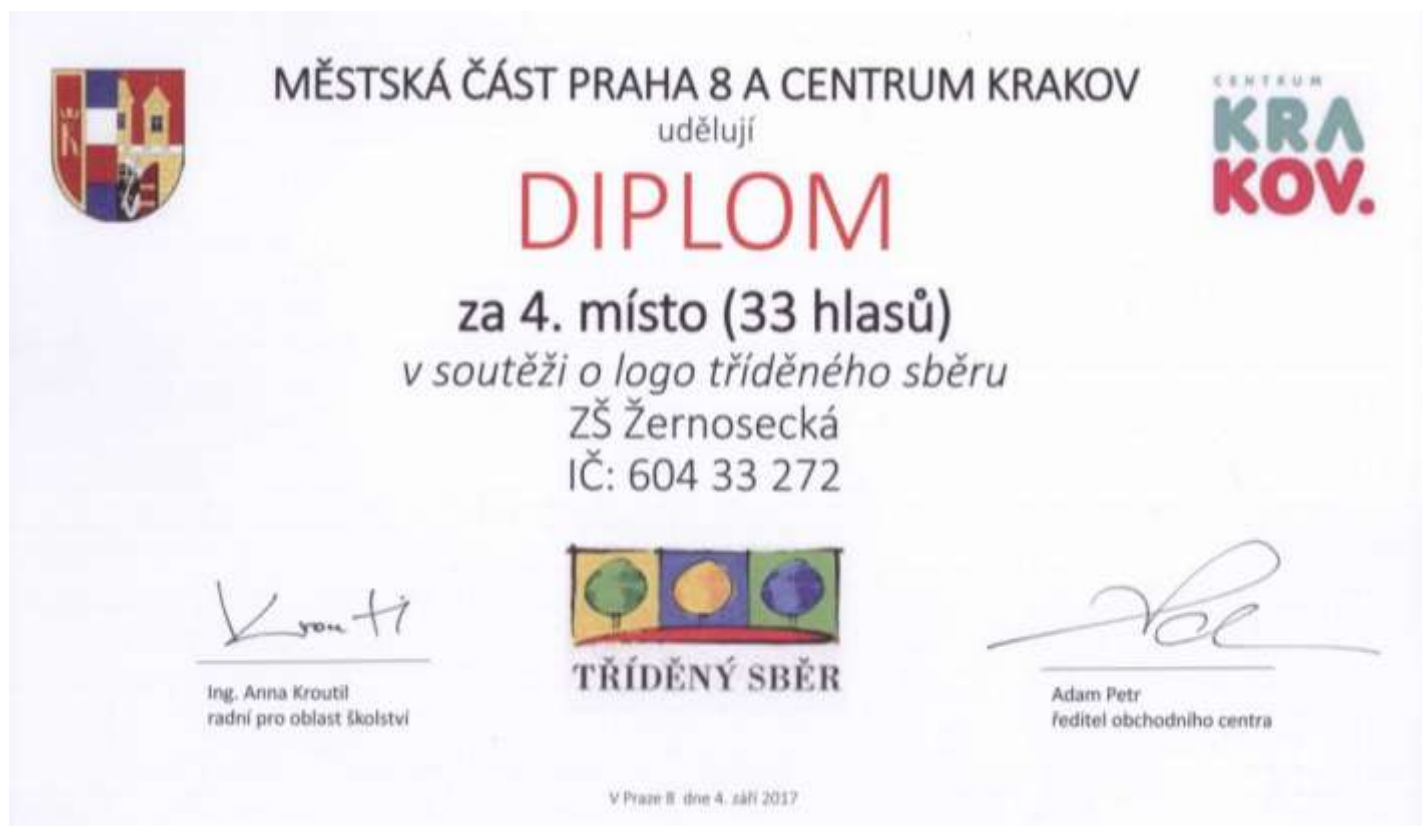 MĚSTSKÁ ČÁST PRAHA 8 A CENTRUM KRAKOV
udělují
CENTRUM
KRA
KOV.
DIPLOM
za 4. místo (33 hlasů)
v soutěži o logo tříděného sběru
ZŠ Žernosecká
IČ: 604 33 272
TŘÍDĚNÝ SBĚR
Ing. Anna Kroutil
radní pro oblast školství
Adam Petr
ředitel obchodního centra
V Praze 8 dne 4. září 2017